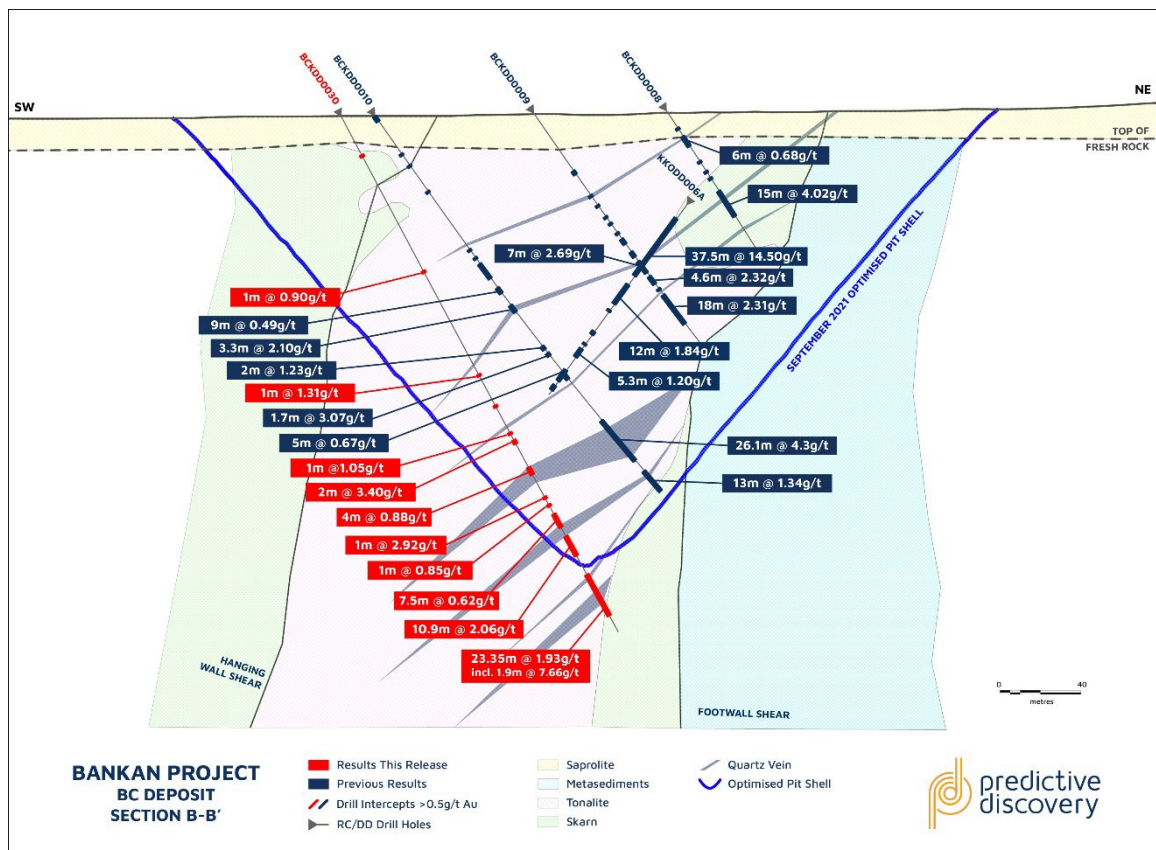 BCKDD0030
BCKDD0010
BCKDD0009
BCKDD0008
SW
NE
TOP OF
FRESH ROCK
6m @ 0.68g/t
KKODD006A
15m @ 4.02g/t
7m @ 2.69g/t
37.5m @ 14.50g/t
4.6m @ 2.32g/t
1m @ 0.90g/t
18m @ 2.31g/t
9m @ 0.49g/t
SEPTEMBER 2021 OPTIMISED PIT SHELL
3.3m @ 2.10g/t
12m @ 1.84g/t
2m @ 1.23g/t
5.3m @ 1.20g/t
1m @ 1.31g/t
1.7m @ 3.07g/t
5m @ 0.67g/t
26.1m @ 4.3g/t
1m @1.05g/t
13m @ 1.34g/t
2m @ 3.40g/t
4m @ 0.88g/t
1m @ 2.92g/t
1m @ 0.85g/t
7.5m @ 0.62g/t
10.9m @ 2.06g/t
23.35m @ 1.93g/t
incl. 1.9m @ 7.66g/t
HANGING
WALL SHEAR
FOOTWALL SHEAR
0 40
metres
BANKAN PROJECT
BC DEPOSIT
SECTION B-B'
Results This Release
Previous Results
Drill Intercepts >0.5g/t Au
RC/DD Drill Holes
Saprolite
Metasediments
Tonalite
Skarn
Quartz Vein
Optimised Pit Shell
predictive
discovery